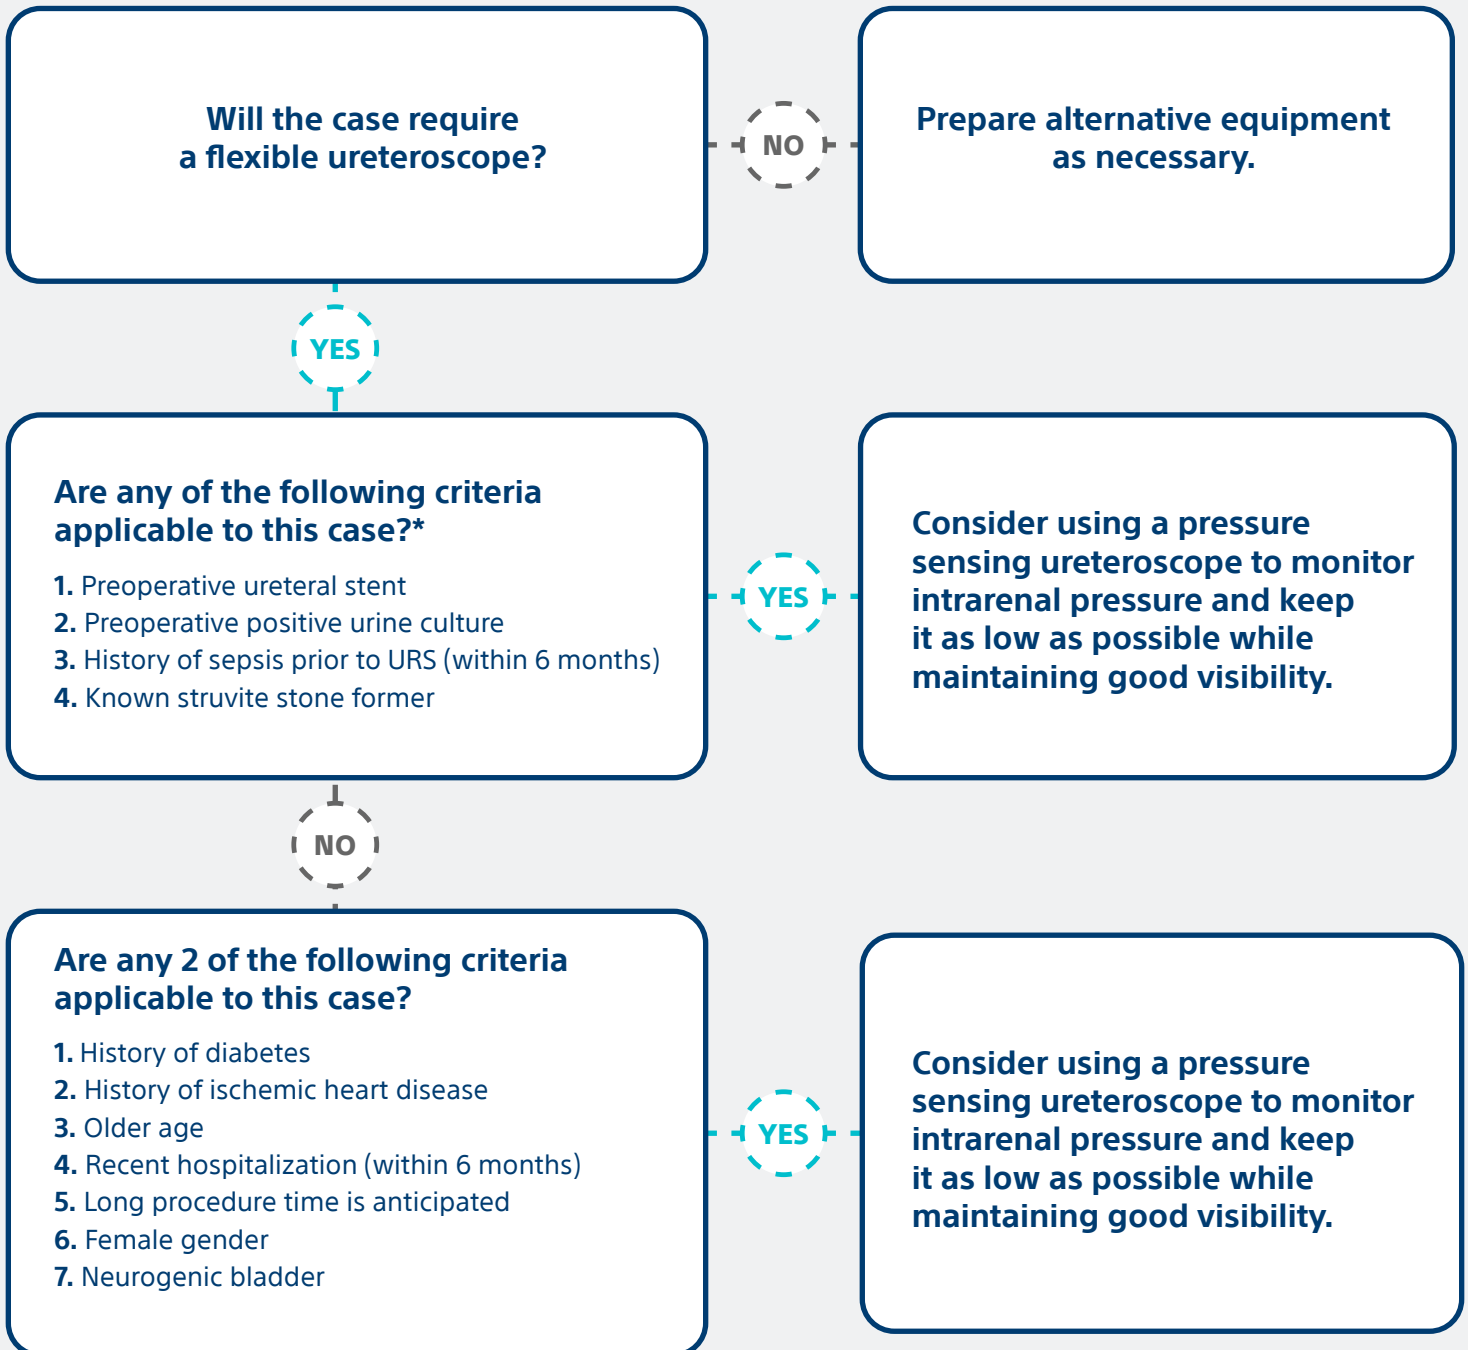 Will the case require
a flexible ureteroscope?
NO
Prepare alternative equipment
as necessary.
YES
Are any of the following criteria
applicable to this case?*
1. Preoperative ureteral stent
2. Preoperative positive urine culture
3. History of sepsis prior to URS (within 6 months)
4. Known struvite stone former
YES
Consider using a pressure
sensing ureteroscope to monitor
intrarenal pressure and keep
it as low as possible while
maintaining good visibility.
NO
Are any 2 of the following criteria
applicable to this case?
1. History of diabetes
2. History of ischemic heart disease
3. Older age
4. Recent hospitalization (within 6 months)
5. Long procedure time is anticipated
6. Female gender
7. Neurogenic bladder
YES
Consider using a pressure
sensing ureteroscope to monitor
intrarenal pressure and keep
it as low as possible while
maintaining good visibility.